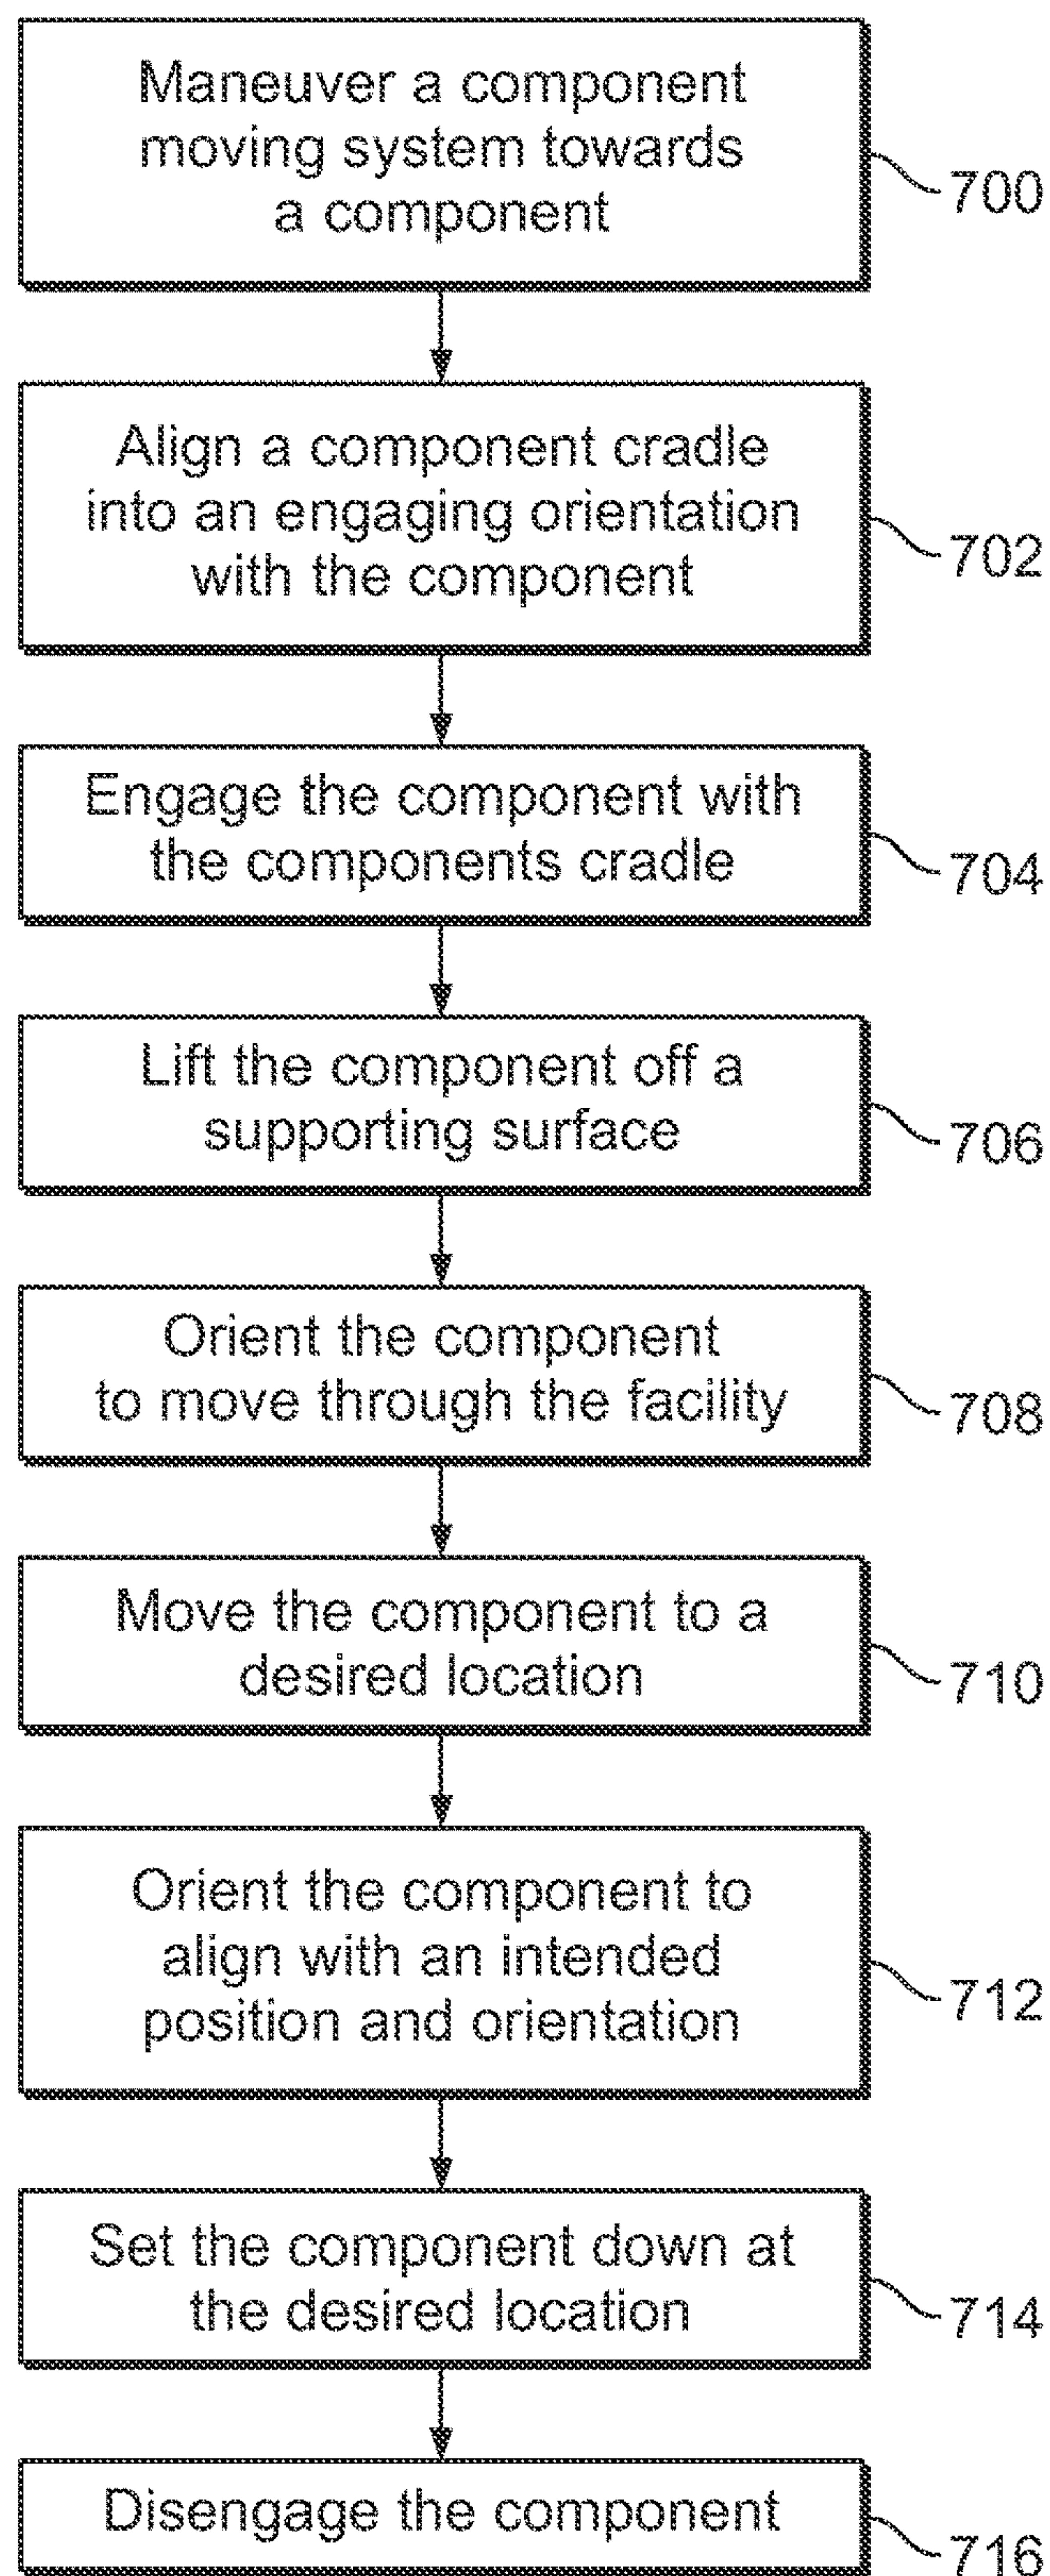 Maneuver a component
moving system towards
a component
700
Align a component cradle
into an engaging orientation
with the component
702
Engage the component with
the components cradle
704
Lift the component off a
supporting surface
706
Orient the component
to move through the facility
708
Move the component to a
desired location
710
Orient the component to
align with an intended
position and orientation
712
Set the component down at
the desired location
714
Disengage the component
716